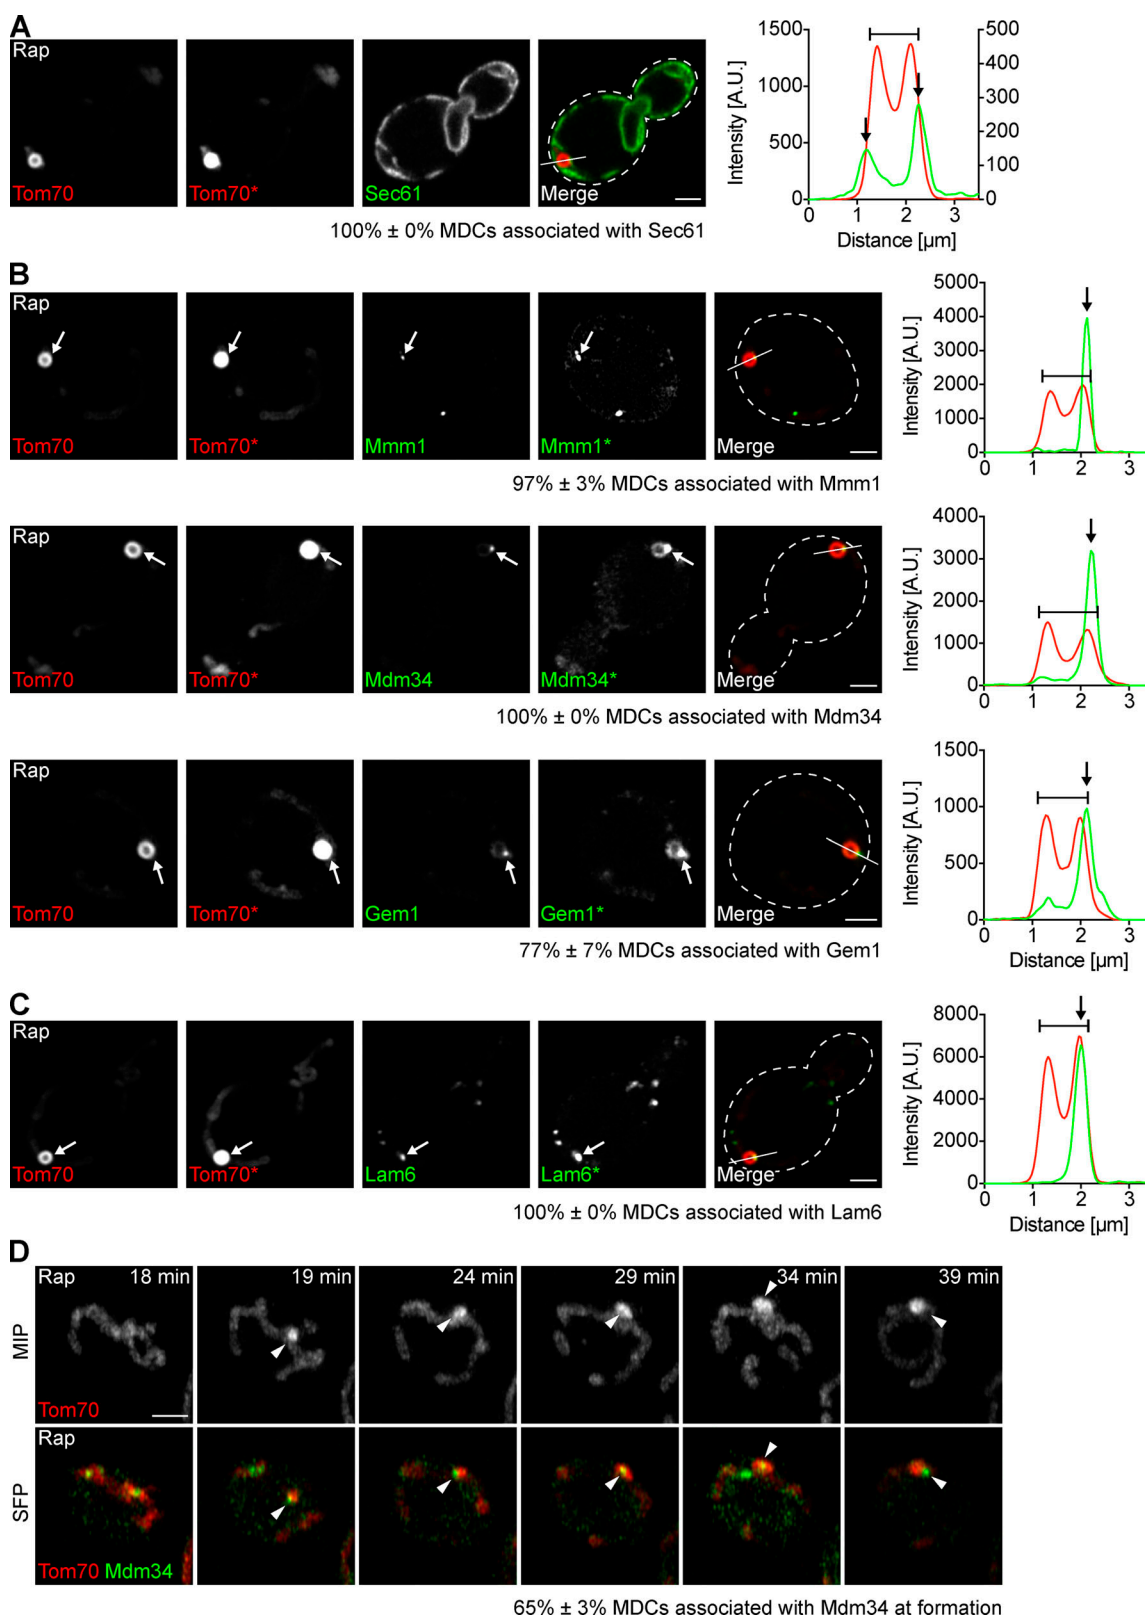 A
Rap
Tom70
Tom70*
Sec61
Merge
100% ± 0% MDCs associated with Sec61
Intensity [A.U.]
1500
1000
500
0
500
400
300
200
100
0
0 1 2 3
Distance [µm]
B
Rap
Tom70
Tom70*
Mmm1
Mmm1*
Merge
97% ± 3% MDCs associated with Mmm1
Intensity [A.U.]
5000
4000
3000
2000
1000
0
0 1 2 3
Rap
Tom70
Tom70*
Mdm34
Mdm34*
Merge
100% ± 0% MDCs associated with Mdm34
Intensity [A.U.]
4000
3000
2000
1000
0
0 1 2 3
Rap
Tom70
Tom70*
Gem1
Gem1*
Merge
77% ± 7% MDCs associated with Gem1
Intensity [A.U.]
1500
1000
500
0
0 1 2 3
Distance [µm]
C
Rap
Tom70
Tom70*
Lam6
Lam6*
Merge
100% ± 0% MDCs associated with Lam6
Intensity [A.U.]
8000
6000
4000
2000
0
0 1 2 3
Distance [µm]
D
MIP
Rap 18 min
19 min
24 min
29 min
34 min
39 min
Tom70
SFP
Rap
Tom70 Mdm34
65% ± 3% MDCs associated with Mdm34 at formation